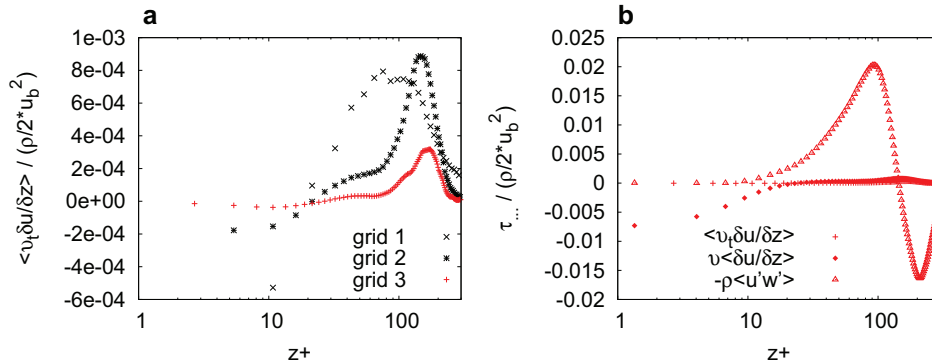 a
<υₜδu/δz> / (ρ/2*u_b²)
1e-03
8e-04
6e-04
4e-04
2e-04
0e+00
-2e-04
-4e-04
-6e-04
grid 1
grid 2
grid 3
1 10 100
z+
b
τ... / (ρ/2*u_b²)
0.025
0.02
0.015
0.01
0.005
0
-0.005
-0.01
-0.015
-0.02
<υₜδu/δz>
υ<δu/δz>
-ρ<u'w'>
1 10 100
z+